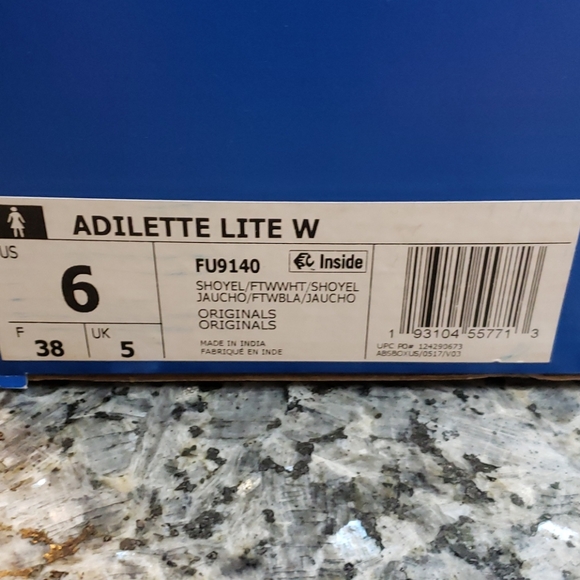 ADILETTE LITE W
US
6
F
38
UK
5
FU9140
Inside
SHOYEL/FTWWHT/SHOYEL
JAUCHO/FTWBLA/JAUCHO
ORIGINALS
ORIGINALS
MADE IN INDIA
FABRIQUÉ EN INDE
1 93104 55771 3
UPC PO# 124290673
ABSBOXUS/0517/V03